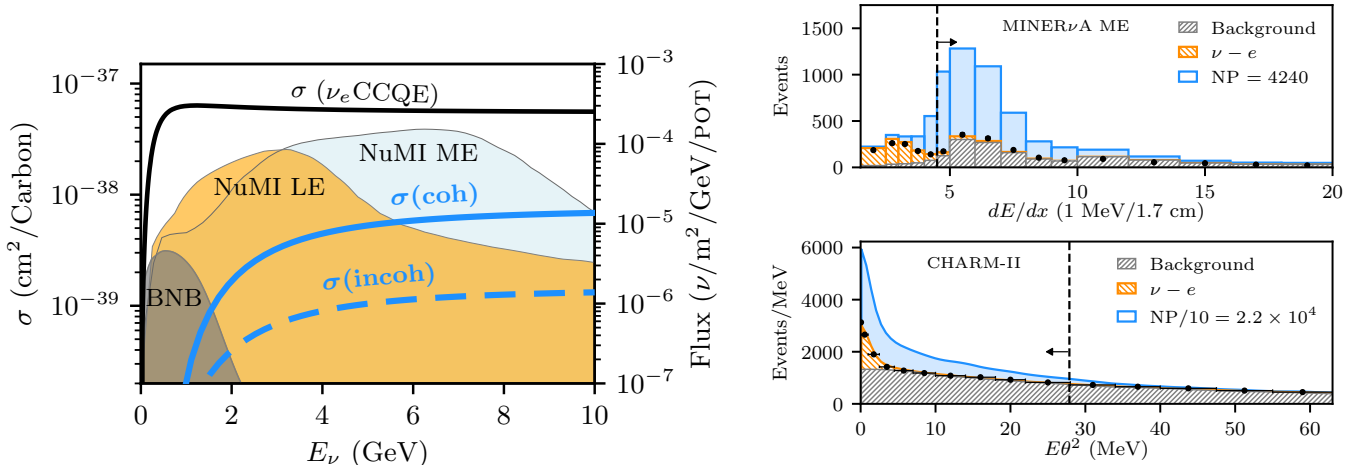 σ (cm²/Carbon)
10⁻³⁷
10⁻³⁸
10⁻³⁹
σ (νₑCCQE)
NuMI ME
NuMI LE
σ(coh)
σ(incoh)
BNB
10⁻³
10⁻⁴
10⁻⁵
10⁻⁶
10⁻⁷
Flux (ν/m²/GeV/POT)
0 2 4 6 8 10
E_ν (GeV)
Events
1500
1000
500
0
MINERνA ME
Background
ν − e
NP = 4240
5 10 15 20
dE/dx (1 MeV/1.7 cm)
Events/MeV
6000
4000
2000
0
CHARM-II
Background
ν − e
NP/10 = 2.2 × 10⁴
0 10 20 30 40 50 60
Eθ² (MeV)